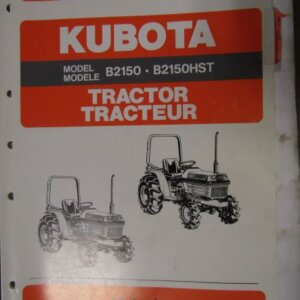 KUBOTA
MODEL
MODELE B2150 · B2150HST
TRACTOR
TRACTEUR